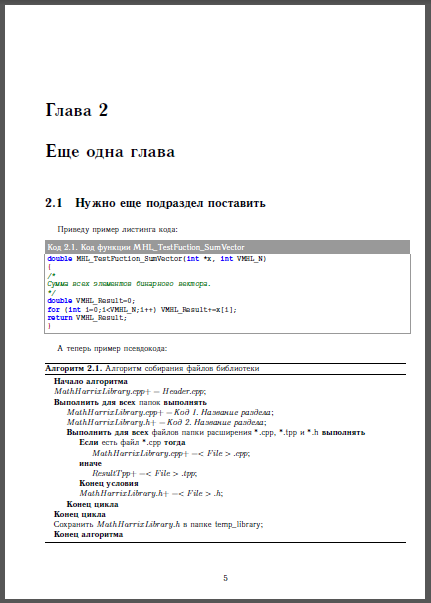 Глава 2
Еще одна глава
2.1 Нужно еще подраздел поставить
Приведу пример листинга кода:
Код 2.1. Код функции MHL_TestFuction_SumVector
double MHL_TestFuction_SumVector(int *x, int VMHL_N)
{
/*
Сумма всех элементов бинарного вектора.
*/
double VMHL_Result=0;
for (int i=0;i<VMHL_N;i++) VMHL_Result+=x[i];
return VMHL_Result;
}
А теперь пример псевдокода:
Алгоритм 2.1. Алгоритм собирания файлов библиотеки
Начало алгоритма
MathHarrixLibrary.cpp+ = Header.cpp;
Выполнить для всех папок выполнять
MathHarrixLibrary.cpp+ = Код 1. Название раздела;
MathHarrixLibrary.h+ = Код 2. Название раздела;
Выполнить для всех файлов папки расширения *.cpp, *.tpp и *.h выполнять
Если есть файл *.cpp тогда
MathHarrixLibrary.cpp+ =< File > .cpp;
иначе
ResultTpp+ =< File > .tpp;
Конец условия
MathHarrixLibrary.h+ =< File > .h;
Конец цикла
Конец цикла
Сохранить MathHarrixLibrary.h в папке temp_library;
Конец алгоритма
5